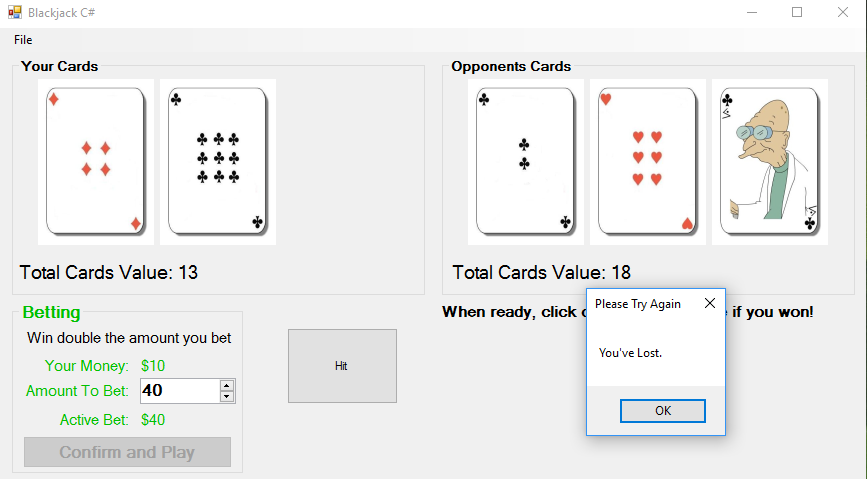 Blackjack C#
File
Your Cards
Opponents Cards
Total Cards Value: 13
Total Cards Value: 18
Betting
Win double the amount you bet
Your Money: $10
Amount To Bet: 40
Active Bet: $40
Confirm and Play
Hit
When ready, click
if you won!
Please Try Again
You've Lost.
OK